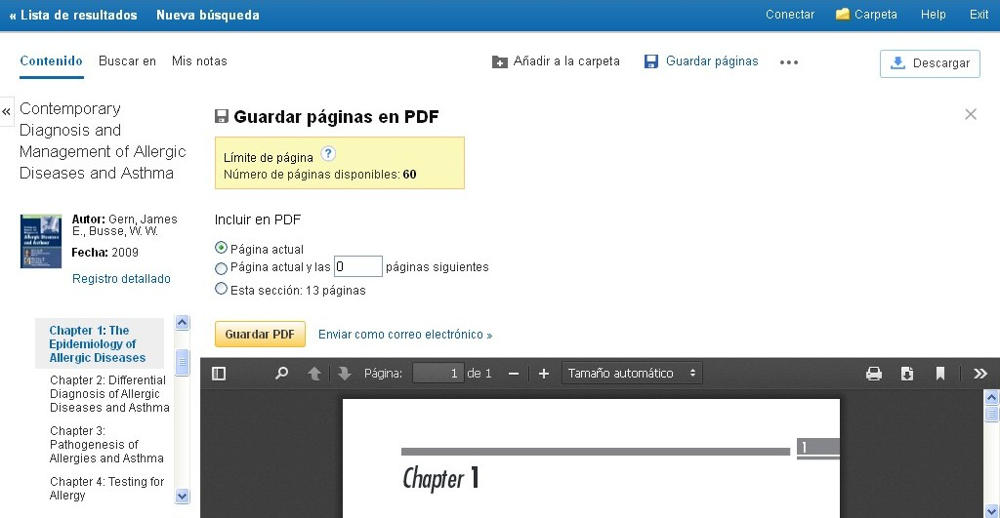 « Lista de resultados Nueva búsqueda Conectar Carpeta Help Exit
Contenido Buscar en Mis notas Añadir a la carpeta Guardar páginas ••• Descargar
«
Contemporary
Diagnosis and
Management of Allergic
Diseases and Asthma
Autor: Gern, James
E., Busse, W. W.
Fecha: 2009
Registro detallado
Chapter 1: The
Epidemiology of
Allergic Diseases
Chapter 2: Differential
Diagnosis of Allergic
Diseases and Asthma
Chapter 3:
Pathogenesis of
Allergies and Asthma
Chapter 4: Testing for
Allergy
Guardar páginas en PDF
Límite de página ?
Número de páginas disponibles: 60
Incluir en PDF
Página actual
Página actual y las 0 páginas siguientes
Esta sección: 13 páginas
Guardar PDF Enviar como correo electrónico »
Página: 1 de 1 Tamaño automático
1
Chapter 1